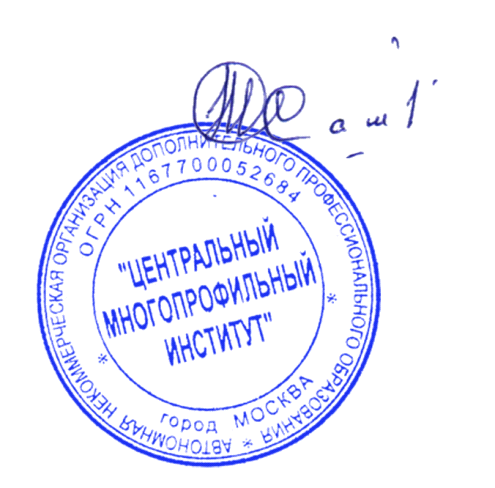 АВТОНОМНАЯ НЕКОММЕРЧЕСКАЯ ОРГАНИЗАЦИЯ ДОПОЛНИТЕЛЬНОГО ПРОФЕССИОНАЛЬНОГО ОБРАЗОВАНИЯ *
ОГРН 1167700052684
"ЦЕНТРАЛЬНЫЙ
МНОГОПРОФИЛЬНЫЙ
ИНСТИТУТ"
* город МОСКВА *